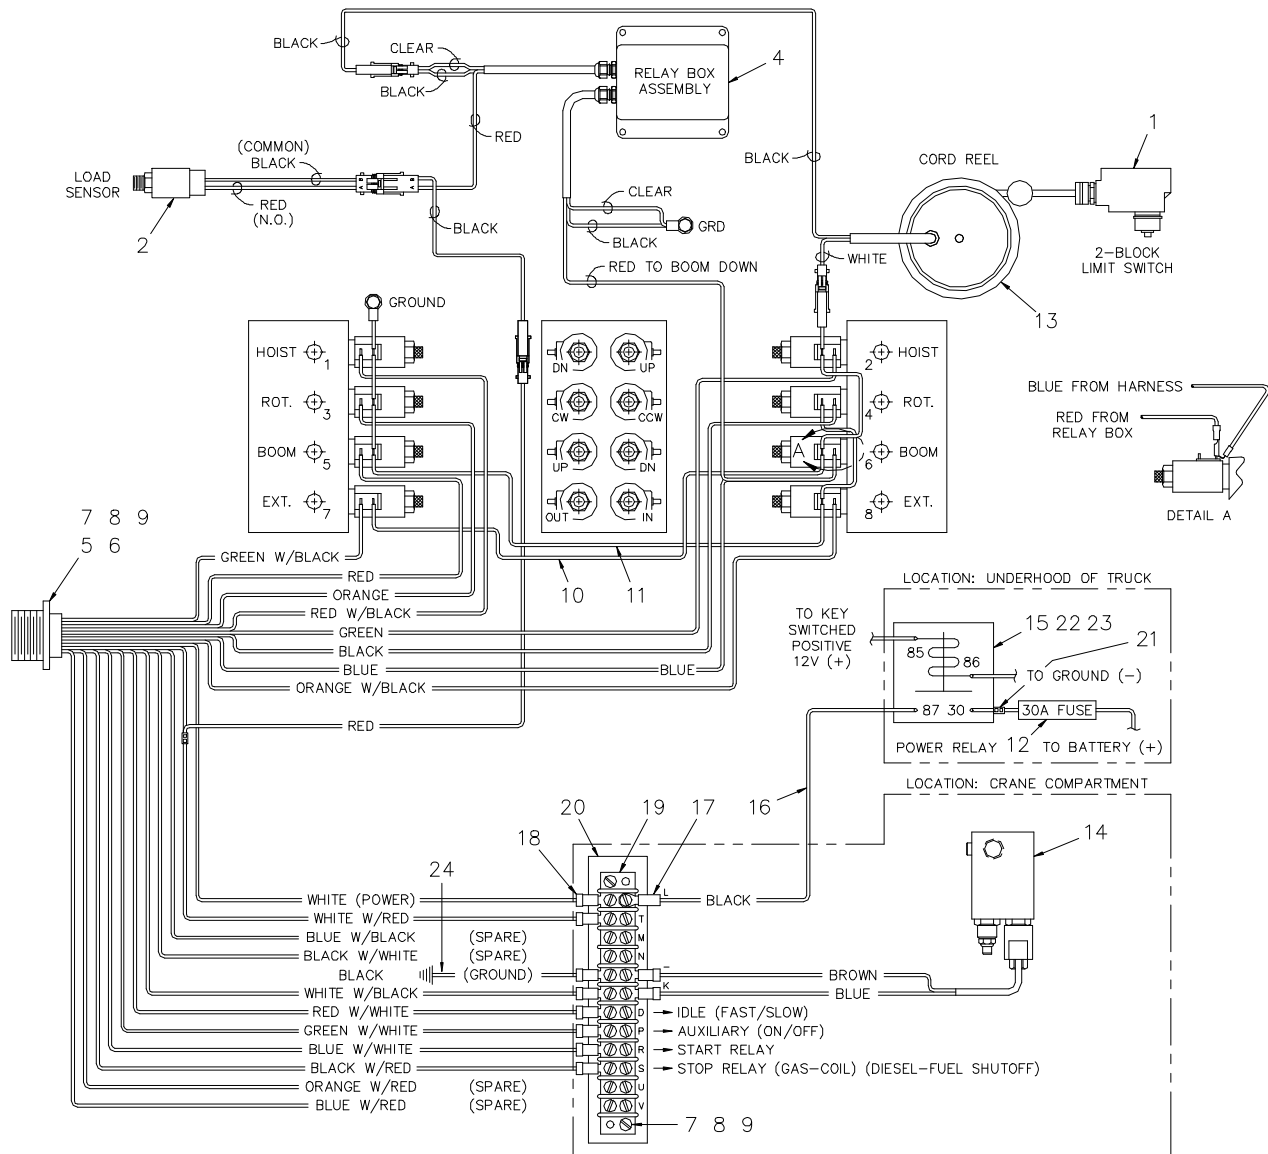 BLACK
CLEAR
BLACK
RELAY BOX
ASSEMBLY
4
RED
(COMMON)
BLACK
LOAD
SENSOR
RED
(N.O.)
2
BLACK
CLEAR
BLACK
GRD
RED TO BOOM DOWN
BLACK
CORD REEL
1
WHITE
2-BLOCK
LIMIT SWITCH
13
GROUND
HOIST 1
ROT. 3
BOOM 5
EXT. 7
DN UP
CW CCW
UP DN
OUT IN
2 HOIST
4 ROT.
A 6 BOOM
8 EXT.
BLUE FROM HARNESS
RED FROM
RELAY BOX
DETAIL A
7 8 9
5 6
GREEN W/BLACK
RED
ORANGE
RED W/BLACK
GREEN
BLACK
BLUE
BLUE
ORANGE W/BLACK
RED
10
11
LOCATION: UNDERHOOD OF TRUCK
TO KEY
SWITCHED
POSITIVE
12V (+)
85
86
15 22 23
21
TO GROUND (-)
87 30
30A FUSE
POWER RELAY
12
TO BATTERY (+)
LOCATION: CRANE COMPARTMENT
16
20
19
17
18
14
24
WHITE (POWER)
L
BLACK
WHITE W/RED
T
BLUE W/BLACK (SPARE)
M
BLACK W/WHITE (SPARE)
N
BLACK (GROUND)
–
BROWN
WHITE W/BLACK
K
BLUE
RED W/WHITE
D
IDLE (FAST/SLOW)
GREEN W/WHITE
P
AUXILIARY (ON/OFF)
BLUE W/WHITE
R
START RELAY
BLACK W/RED
S
STOP RELAY (GAS-COIL) (DIESEL-FUEL SHUTOFF)
ORANGE W/RED (SPARE)
U
BLUE W/RED (SPARE)
V
7 8 9
B A
B A